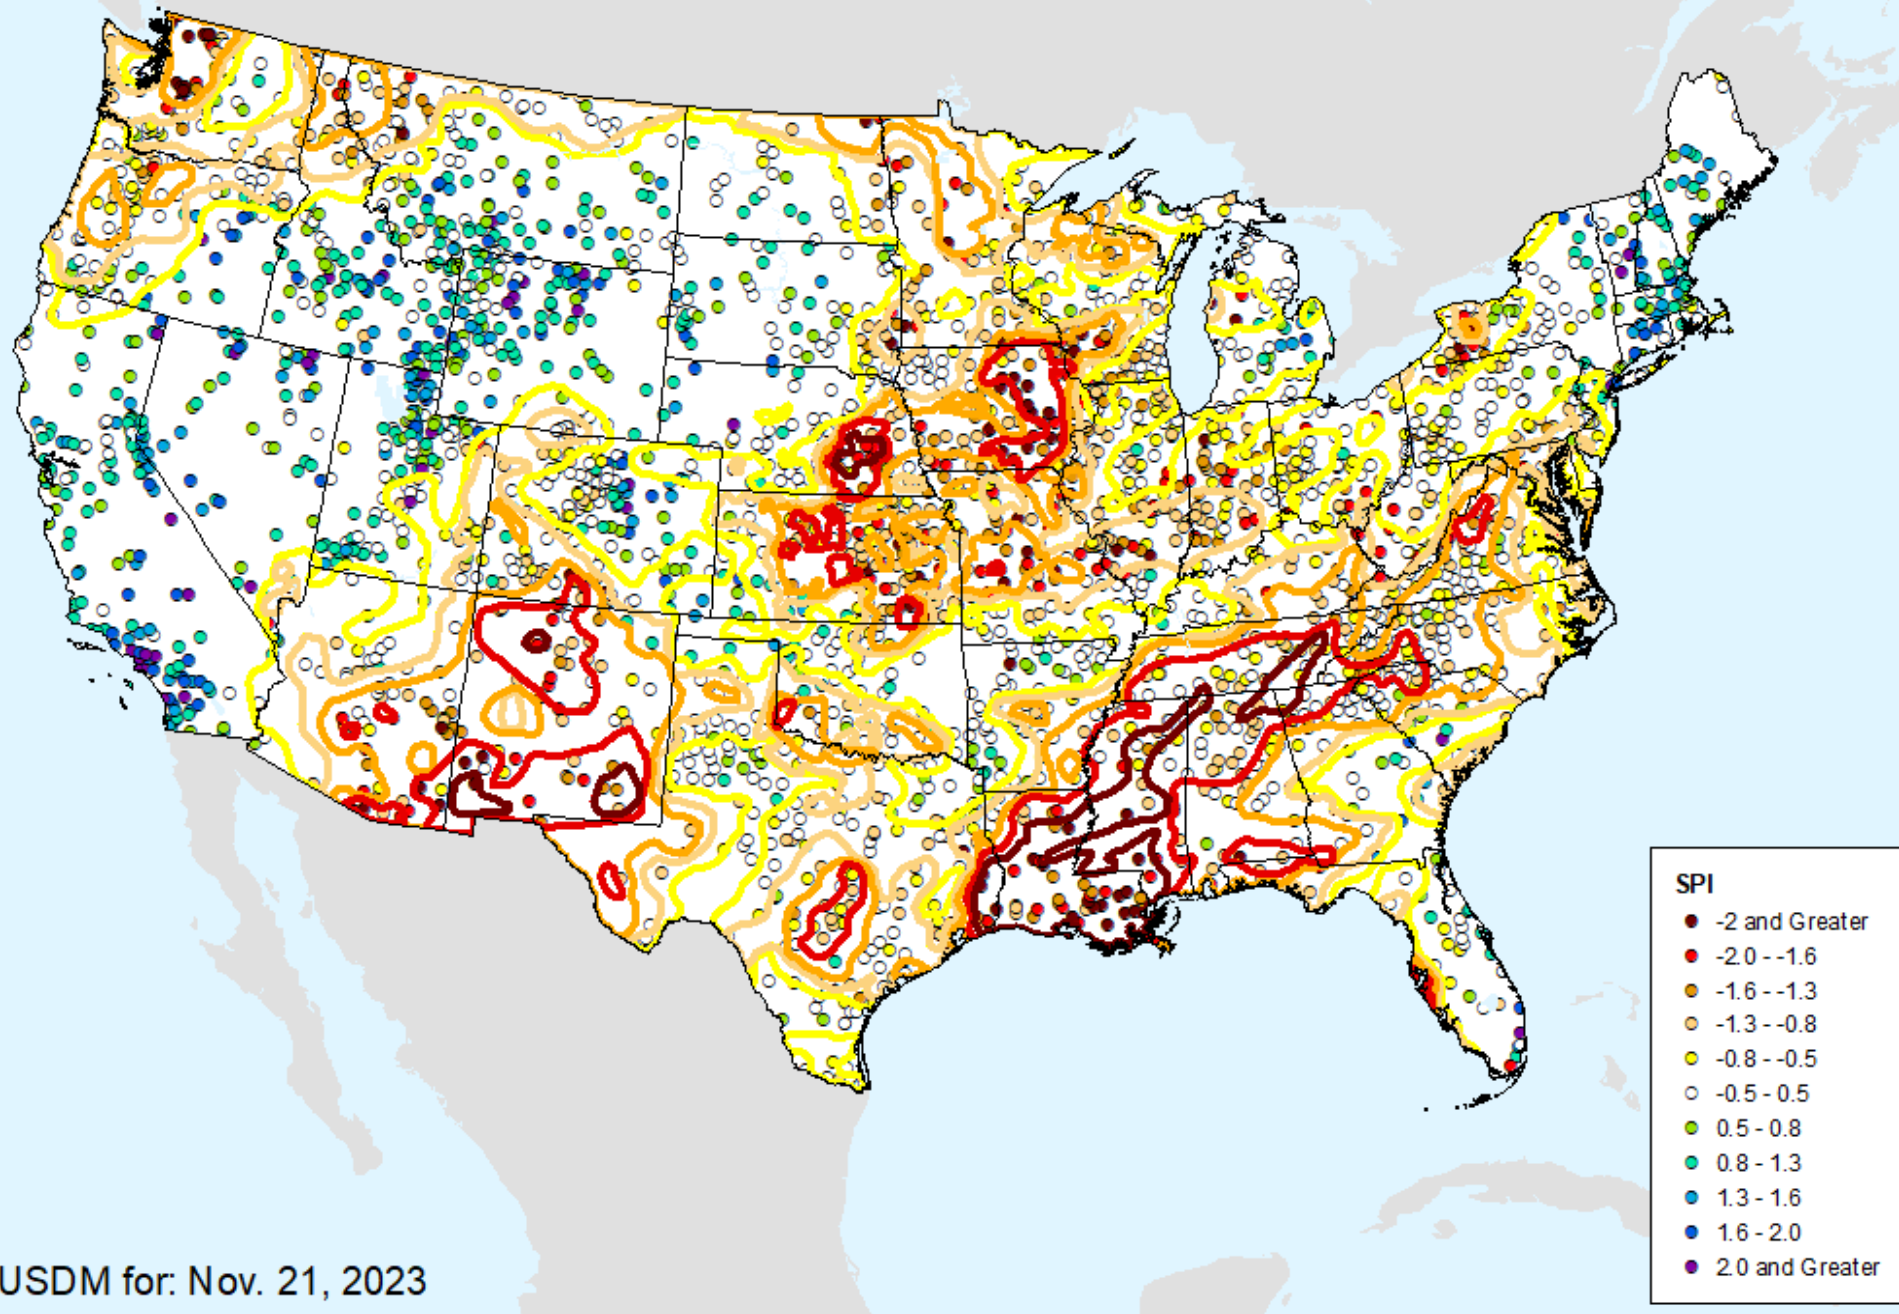 SPI
-2 and Greater
-2.0 - -1.6
-1.6 - -1.3
-1.3 - -0.8
-0.8 - -0.5
-0.5 - 0.5
0.5 - 0.8
0.8 - 1.3
1.3 - 1.6
1.6 - 2.0
2.0 and Greater
USDM for: Nov. 21, 2023